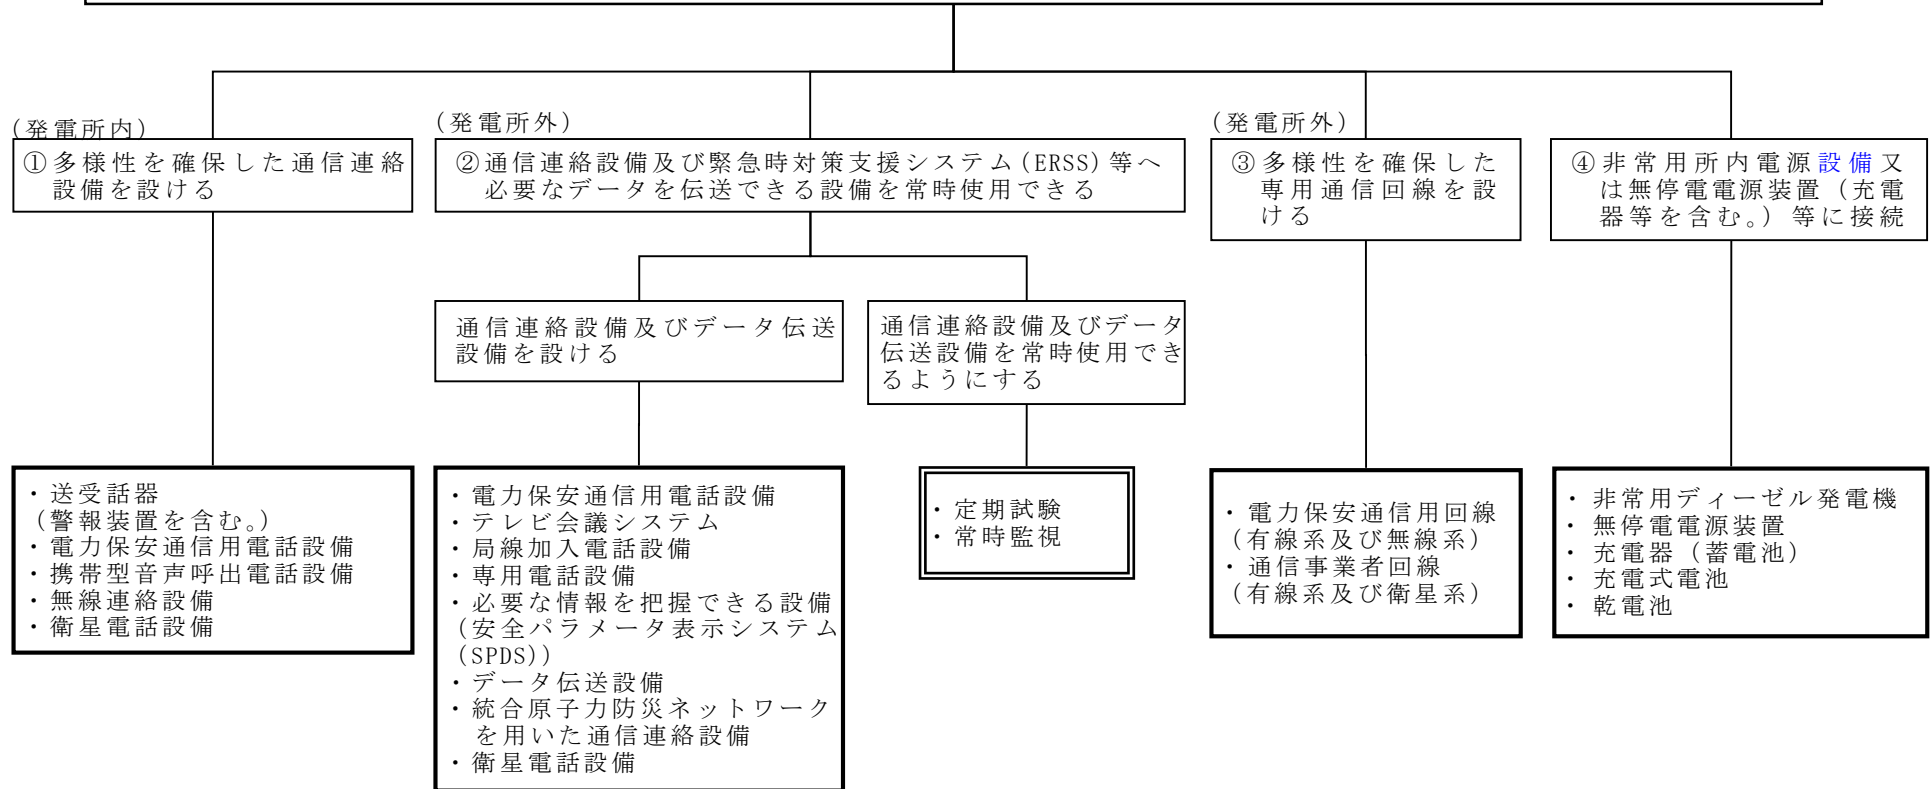 (発電所内)
①多様性を確保した通信連絡
設備を設ける
(発電所外)
②通信連絡設備及び緊急時対策支援システム(ERSS)等へ
必要なデータを伝送できる設備を常時使用できる
(発電所外)
③多様性を確保した
専用通信回線を設
ける
④非常用所内電源設備又
は無停電電源装置（充電
器等を含む。）等に接続
通信連絡設備及びデータ伝送
設備を設ける
通信連絡設備及びデータ
伝送設備を常時使用でき
るようにする
・送受話器
（警報装置を含む。）
・電力保安通信用電話設備
・携帯型音声呼出電話設備
・無線連絡設備
・衛星電話設備
・電力保安通信用電話設備
・テレビ会議システム
・局線加入電話設備
・専用電話設備
・必要な情報を把握できる設備
（安全パラメータ表示システム
(SPDS)）
・データ伝送設備
・統合原子力防災ネットワーク
を用いた通信連絡設備
・衛星電話設備
・定期試験
・常時監視
・電力保安通信用回線
（有線系及び無線系）
・通信事業者回線
（有線系及び衛星系）
・非常用ディーゼル発電機
・無停電電源装置
・充電器（蓄電池）
・充電式電池
・乾電池